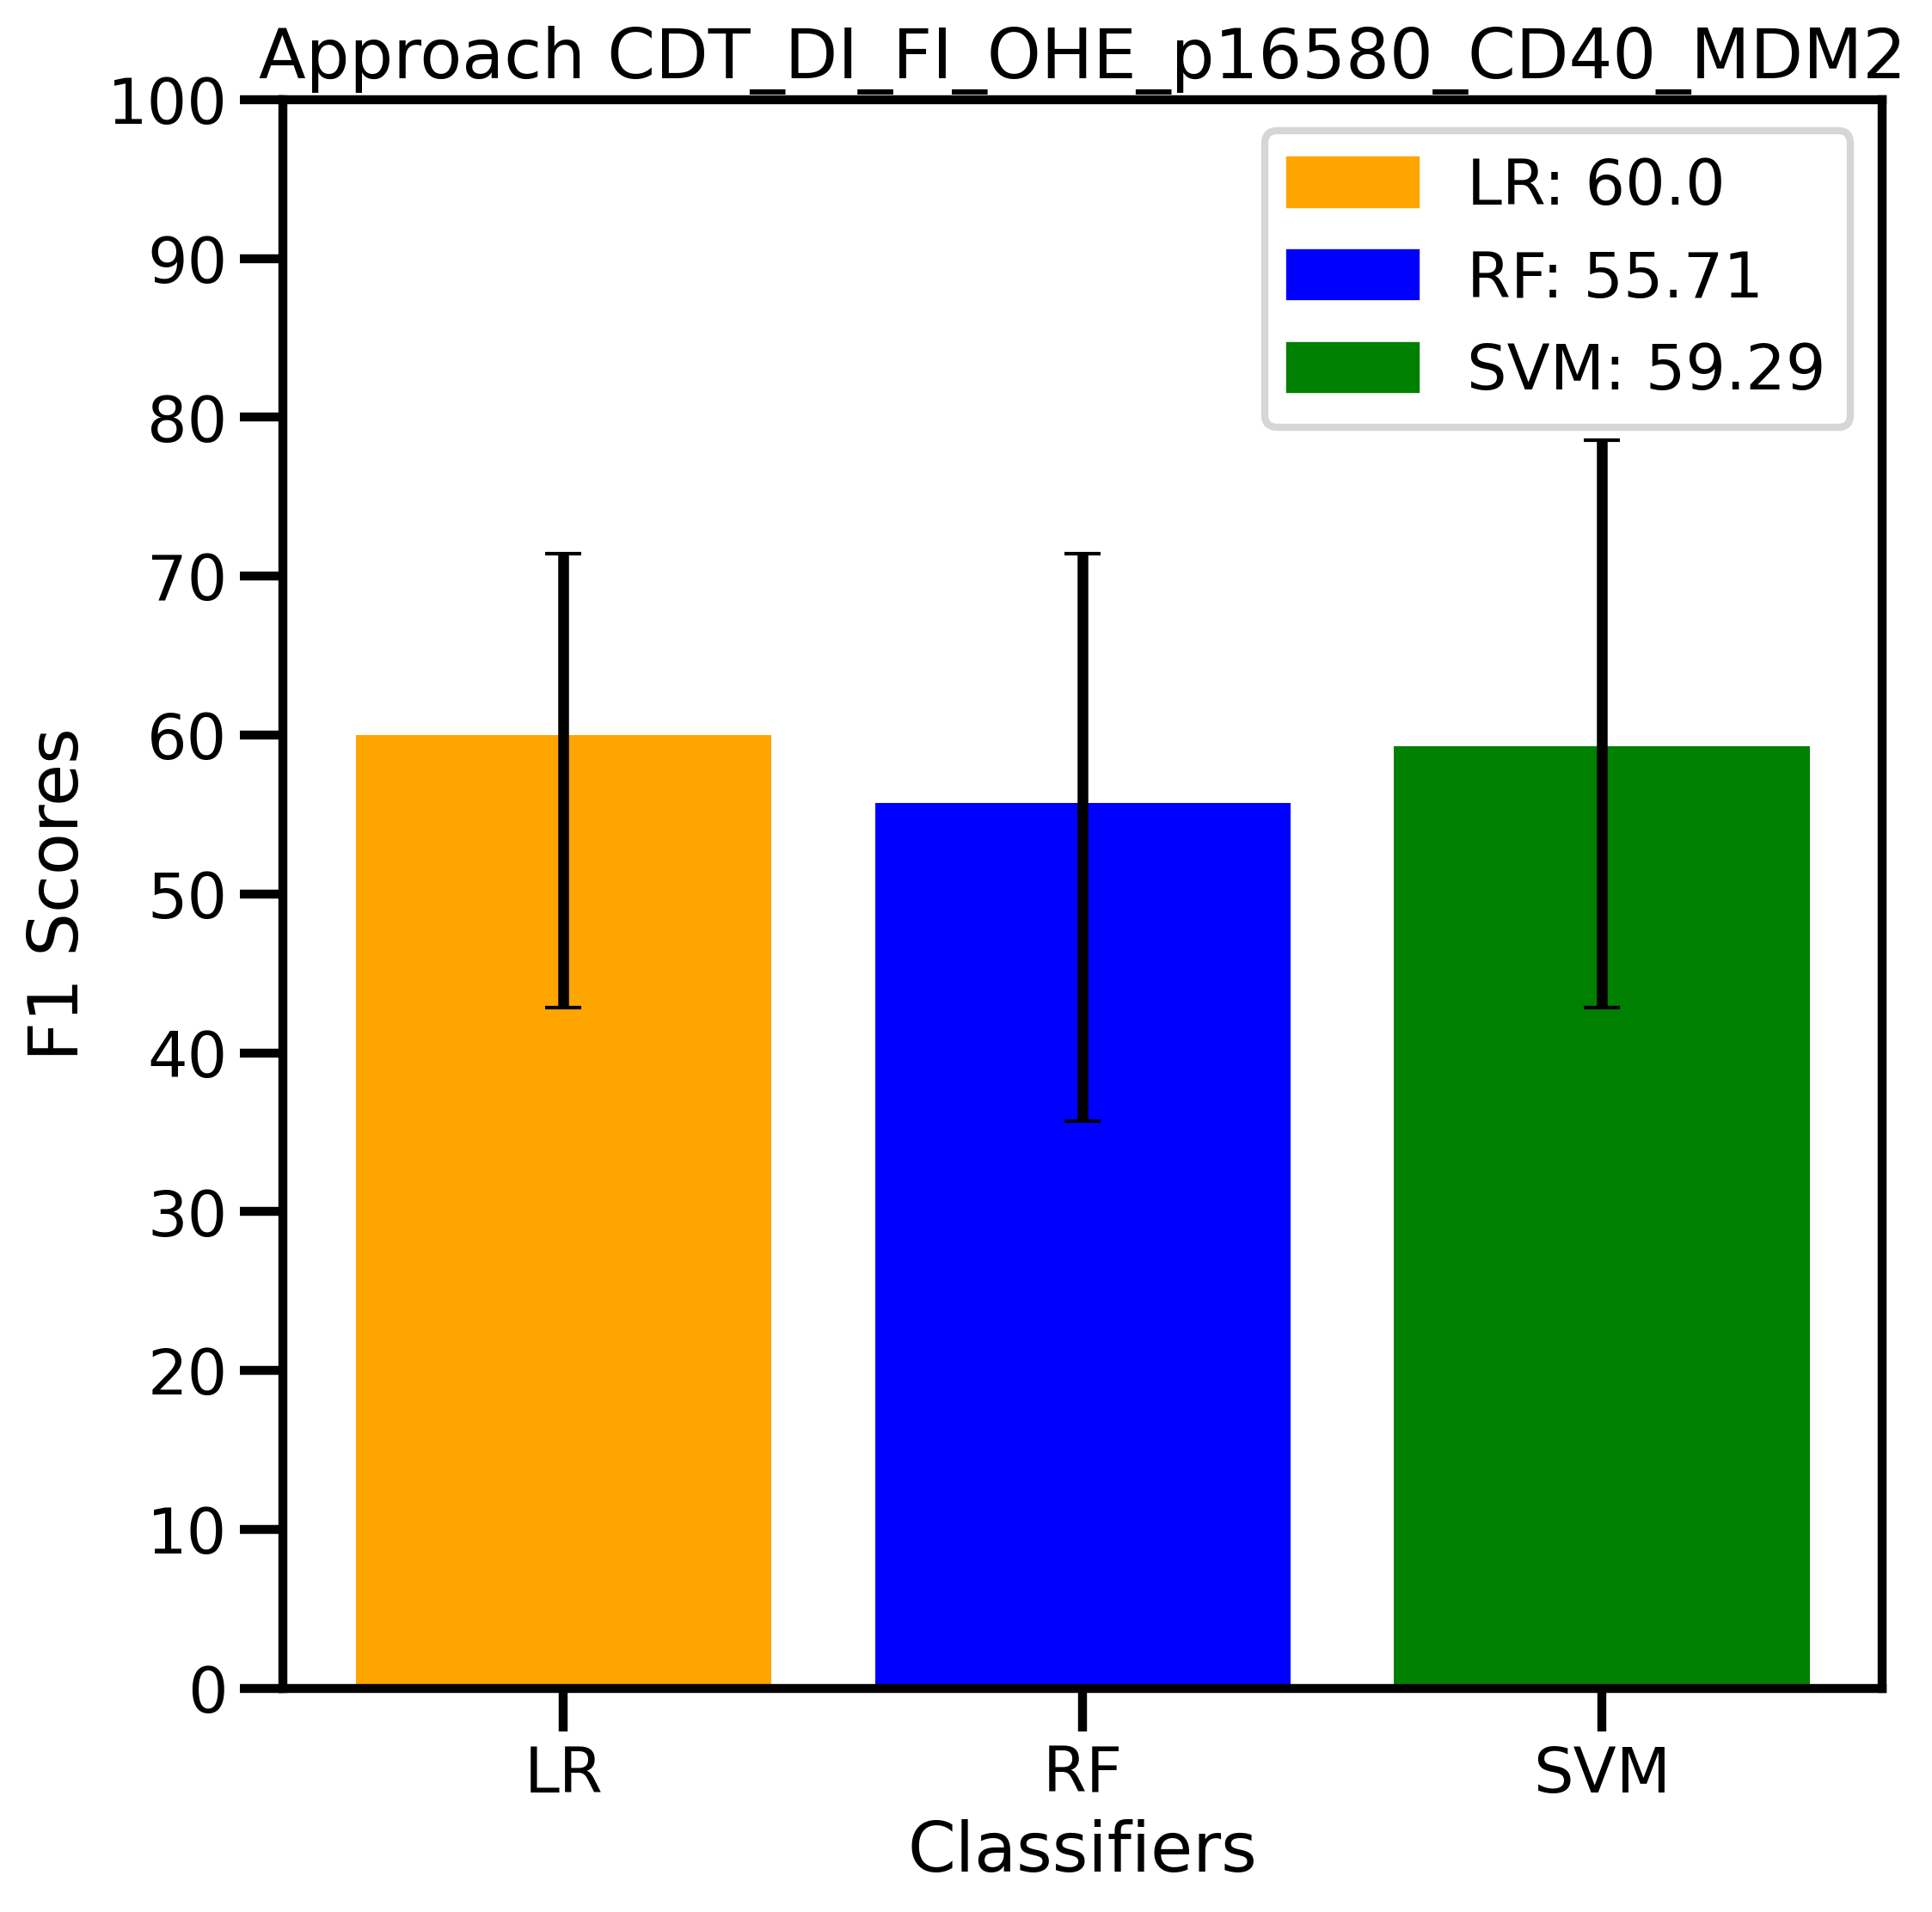 Approach CDT_DI_FI_OHE_p16580_CD40_MDM2
LR: 60.0
RF: 55.71
SVM: 59.29
100
90
80
70
60
50
40
30
20
10
0
F1 Scores
LR
RF
SVM
Classifiers